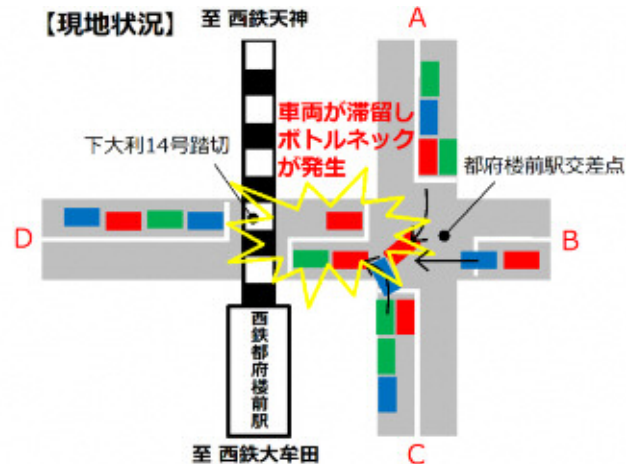 【現地状況】
至 西鉄天神
A
車両が滞留し
ボトルネック
が発生
下大利14号踏切
都府楼前駅交差点
D
B
西鉄都府楼前駅
至 西鉄大牟田
C